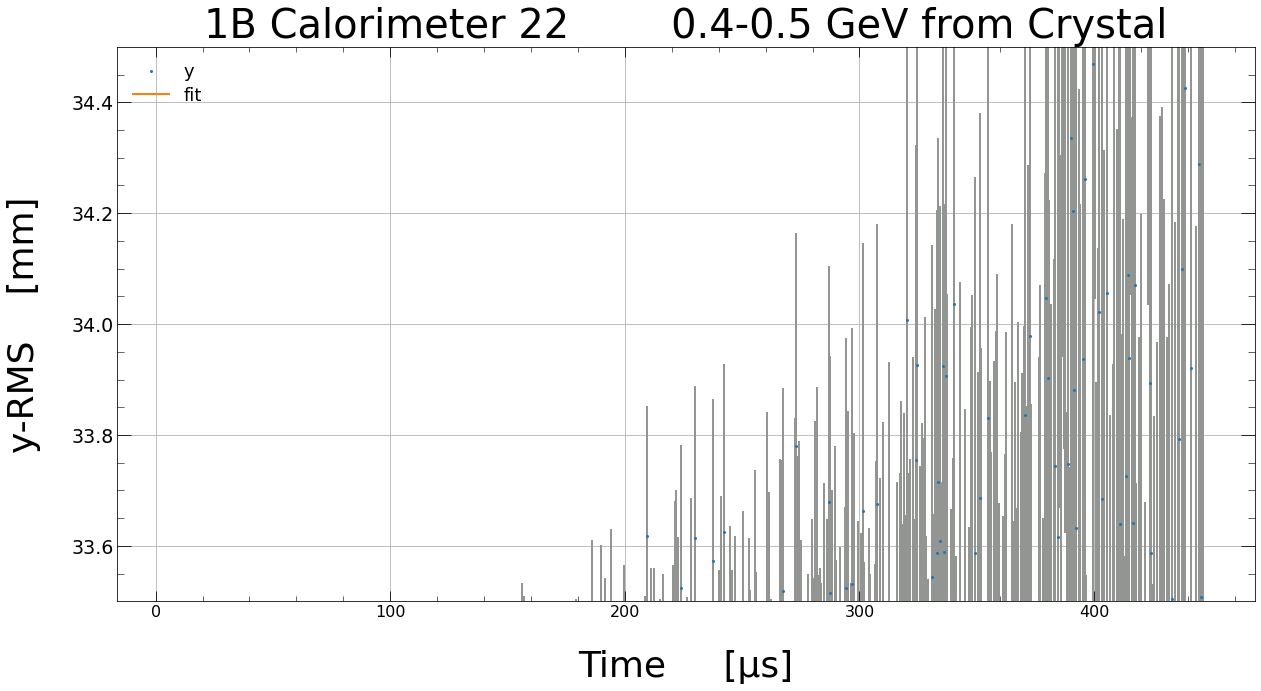 1B Calorimeter 22 0.4-0.5 GeV from Crystal
y
fit
34.4
34.2
34.0
33.8
33.6
y-RMS [mm]
0 100 200 300 400
Time [μs]